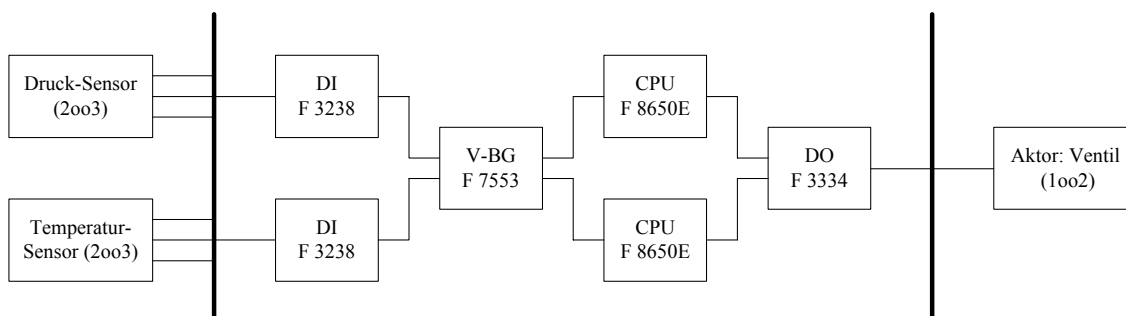 Druck-Sensor
(2oo3)
DI
F 3238
CPU
F 8650E
V-BG
F 7553
DO
F 3334
Aktor: Ventil
(1oo2)
Temperatur-
Sensor (2oo3)
DI
F 3238
CPU
F 8650E